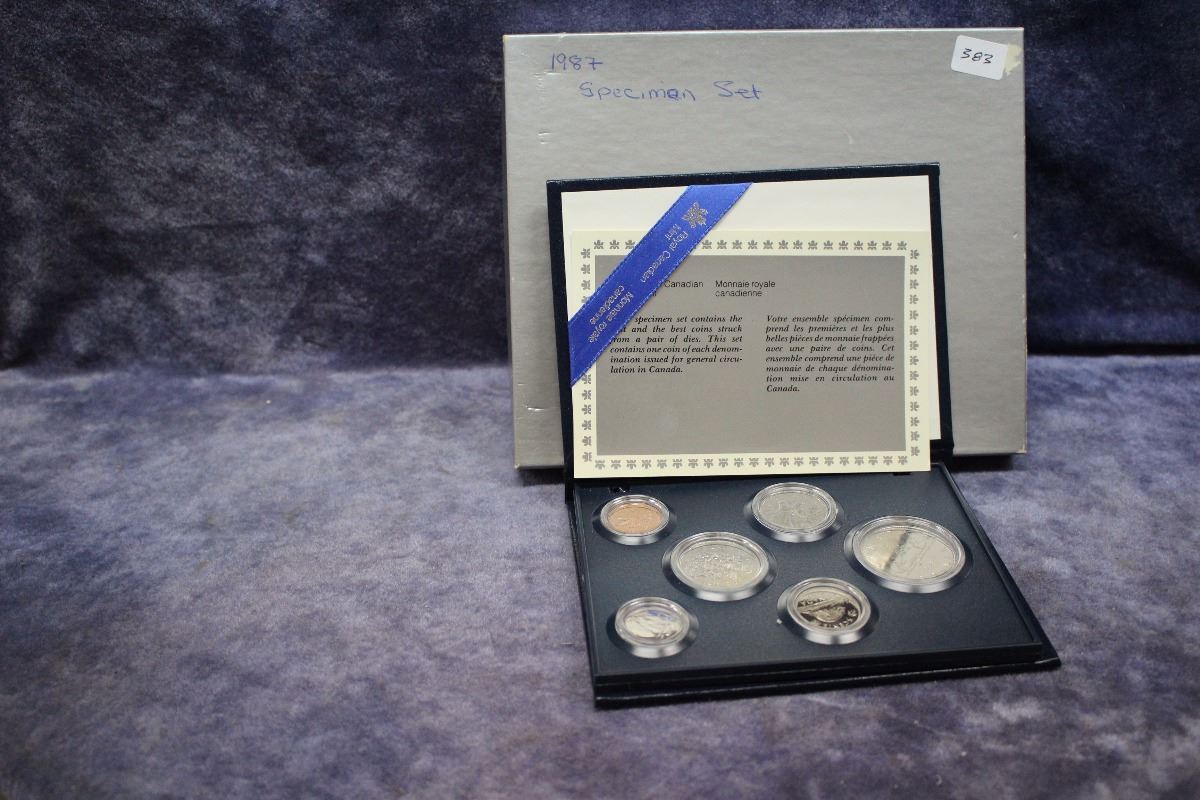 1987
Specimen Set
383
Royal Canadian
Mint
Monnaie royale
canadienne
Canadian
Monnaie royale
canadienne
specimen set contains the
and the best coins struck
from a pair of dies. This set
contains one coin of each denom-
ination issued for general circu-
lation in Canada.
Votre ensemble spécimen com-
prend les premières et les plus
belles pièces de monnaie frappées
avec une paire de coins. Cet
ensemble comprend une pièce de
monnaie de chaque dénomina-
tion mise en circulation au
Canada.